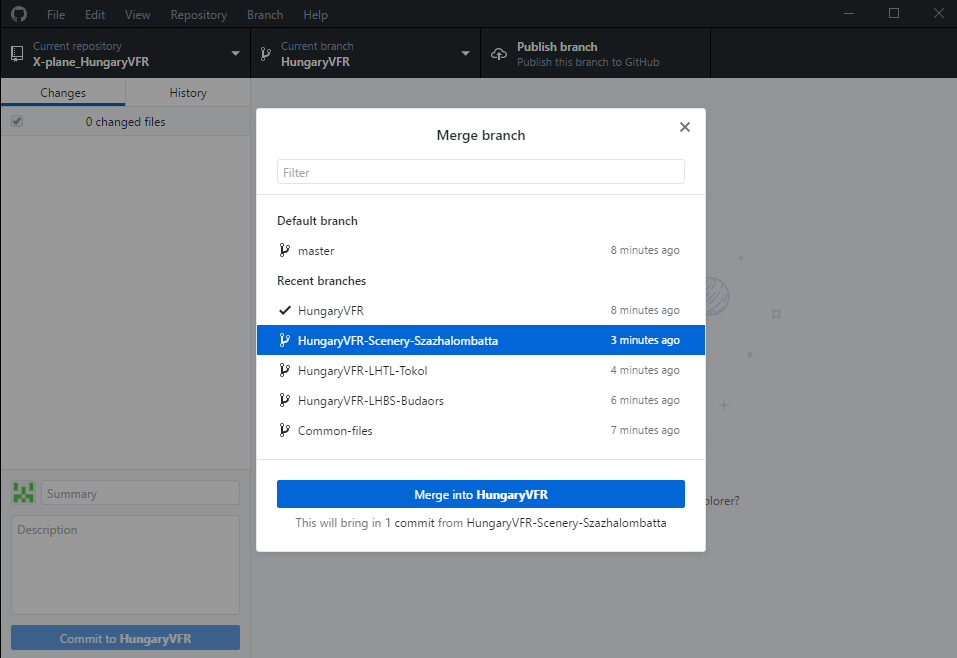 File Edit View Repository Branch Help
Current repository
X-plane_HungaryVFR
Current branch
HungaryVFR
Publish branch
Publish this branch to GitHub
Changes History
0 changed files
Merge branch
Filter
Default branch
master 8 minutes ago
Recent branches
HungaryVFR 8 minutes ago
HungaryVFR-Scenery-Szazhalombatta 3 minutes ago
HungaryVFR-LHTL-Tokol 4 minutes ago
HungaryVFR-LHBS-Budaors 6 minutes ago
Common-files 7 minutes ago
Merge into HungaryVFR
This will bring in 1 commit from HungaryVFR-Scenery-Szazhalombatta
plorer?
Summary
Description
Commit to HungaryVFR